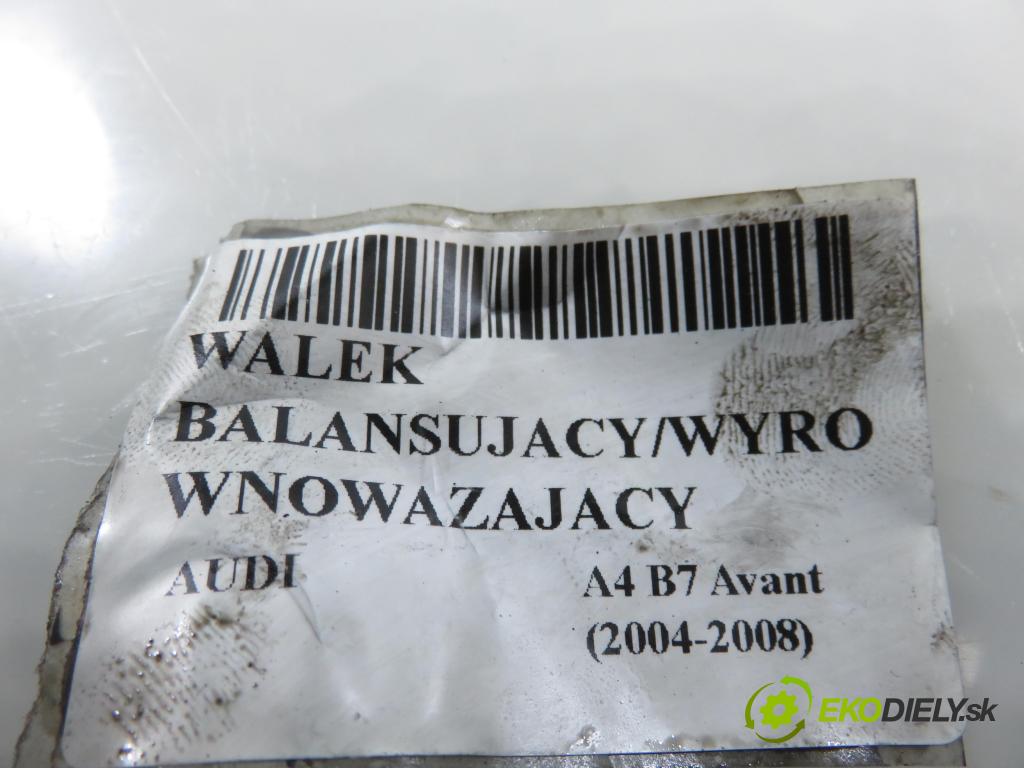 WALEK
BALANSUJACY/WYRO
WNOWAZAJACY
AUDI
A4 B7 Avant
(2004-2008)
EKODIELY.sk